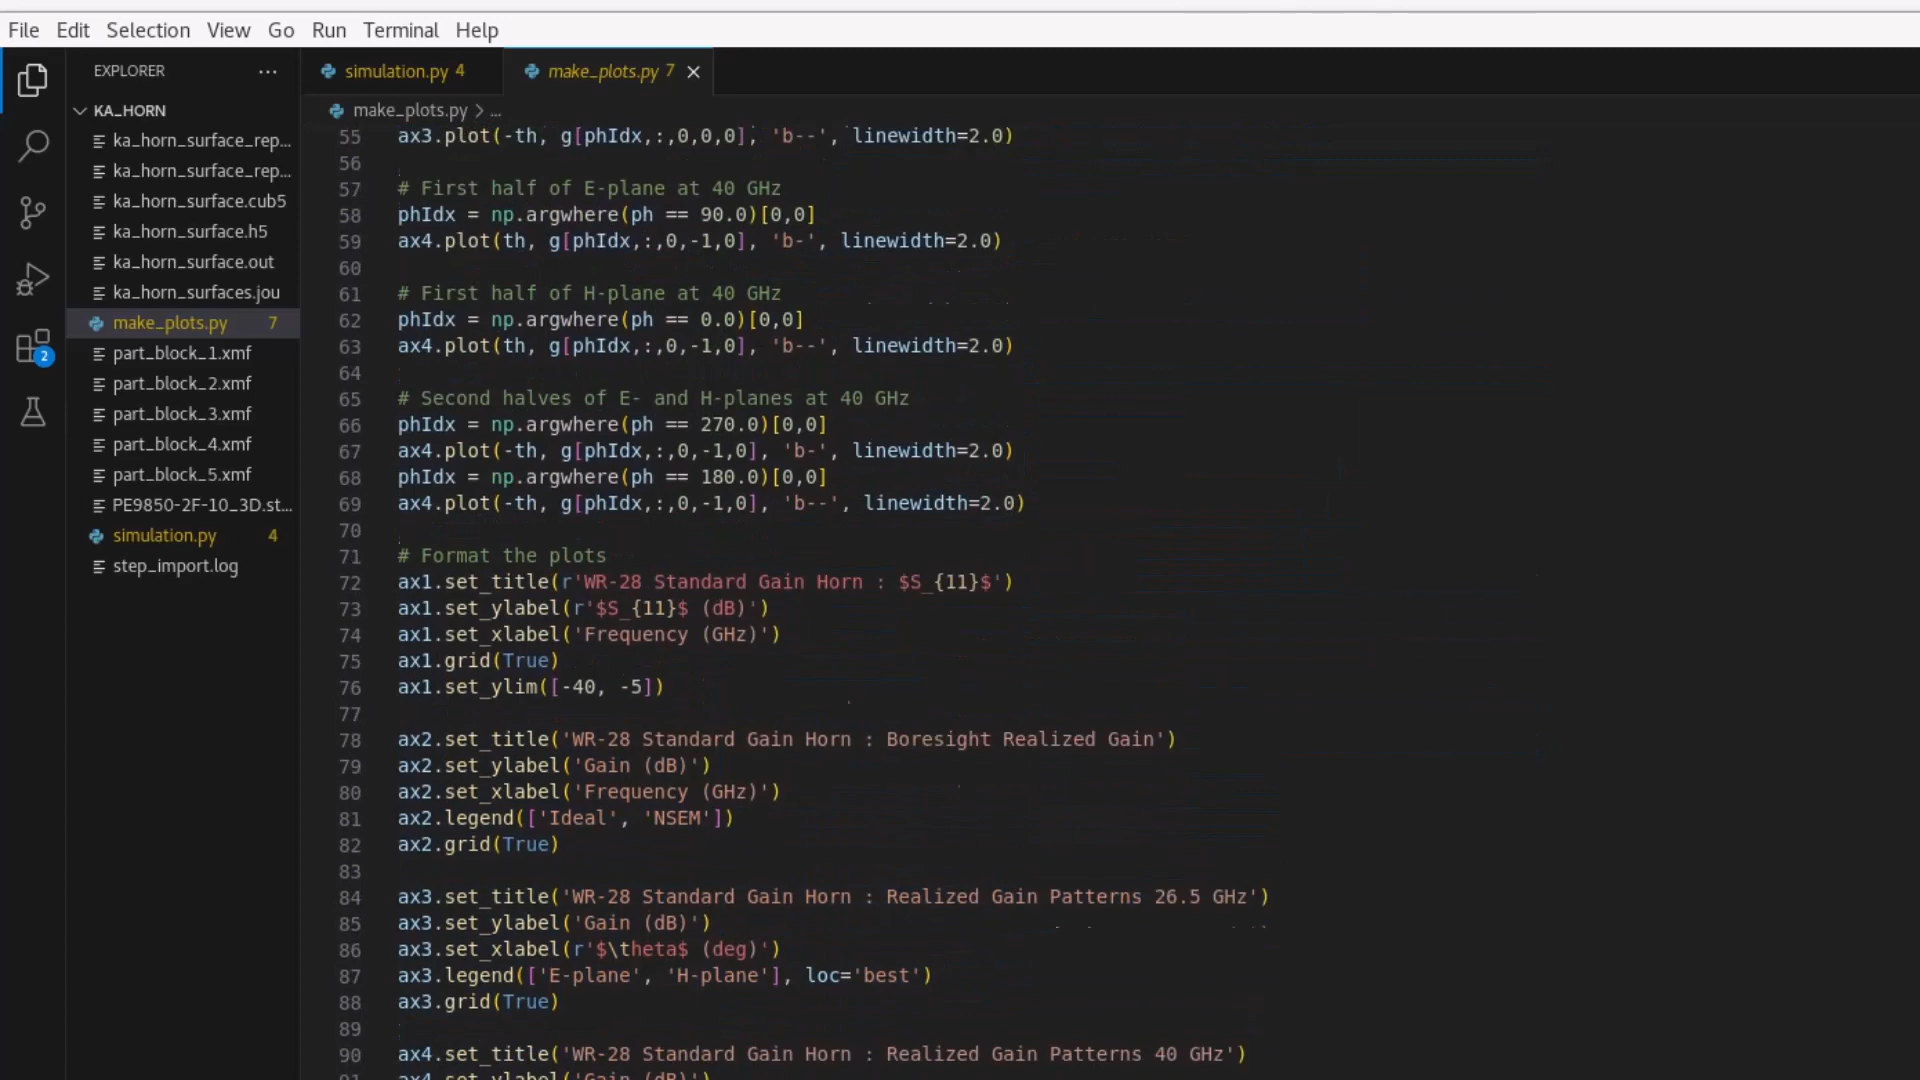 File Edit Selection View Go Run Terminal Help
EXPLORER ...
KA_HORN
ka_horn_surface_rep...
ka_horn_surface_rep...
ka_horn_surface.cub5
ka_horn_surface.h5
ka_horn_surface.out
ka_horn_surfaces.jou
make_plots.py 7
part_block_1.xmf
part_block_2.xmf
part_block_3.xmf
part_block_4.xmf
part_block_5.xmf
PE9850-2F-10_3D.st...
simulation.py 4
step_import.log
2
simulation.py 4 make_plots.py 7
make_plots.py > ...
55 ax3.plot(-th, g[phIdx,:,0,0,0], 'b--', linewidth=2.0)
56
57 # First half of E-plane at 40 GHz
58 phIdx = np.argwhere(ph == 90.0)[0,0]
59 ax4.plot(th, g[phIdx,:,0,-1,0], 'b-', linewidth=2.0)
60
61 # First half of H-plane at 40 GHz
62 phIdx = np.argwhere(ph == 0.0)[0,0]
63 ax4.plot(th, g[phIdx,:,0,-1,0], 'b--', linewidth=2.0)
64
65 # Second halves of E- and H-planes at 40 GHz
66 phIdx = np.argwhere(ph == 270.0)[0,0]
67 ax4.plot(-th, g[phIdx,:,0,-1,0], 'b-', linewidth=2.0)
68 phIdx = np.argwhere(ph == 180.0)[0,0]
69 ax4.plot(-th, g[phIdx,:,0,-1,0], 'b--', linewidth=2.0)
70
71 # Format the plots
72 ax1.set_title(r'WR-28 Standard Gain Horn : $S_{11}$')
73 ax1.set_ylabel(r'$S_{11}$ (dB)')
74 ax1.set_xlabel('Frequency (GHz)')
75 ax1.grid(True)
76 ax1.set_ylim([-40, -5])
77
78 ax2.set_title('WR-28 Standard Gain Horn : Boresight Realized Gain')
79 ax2.set_ylabel('Gain (dB)')
80 ax2.set_xlabel('Frequency (GHz)')
81 ax2.legend(['Ideal', 'NSEM'])
82 ax2.grid(True)
83
84 ax3.set_title('WR-28 Standard Gain Horn : Realized Gain Patterns 26.5 GHz')
85 ax3.set_ylabel('Gain (dB)')
86 ax3.set_xlabel(r'$\theta$ (deg)')
87 ax3.legend(['E-plane', 'H-plane'], loc='best')
88 ax3.grid(True)
89
90 ax4.set_title('WR-28 Standard Gain Horn : Realized Gain Patterns 40 GHz')
91 ax4.set_ylabel('Gain (dB)')